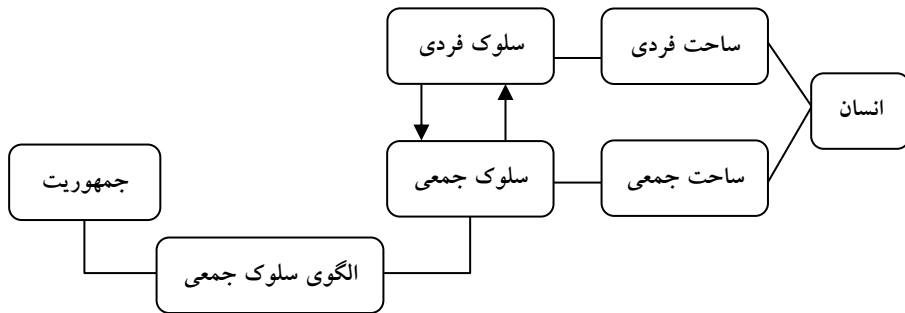 انسان
ساحت فردی
سلوک فردی
ساحت جمعی
سلوک جمعی
الگوی سلوک جمعی
جمهوریت